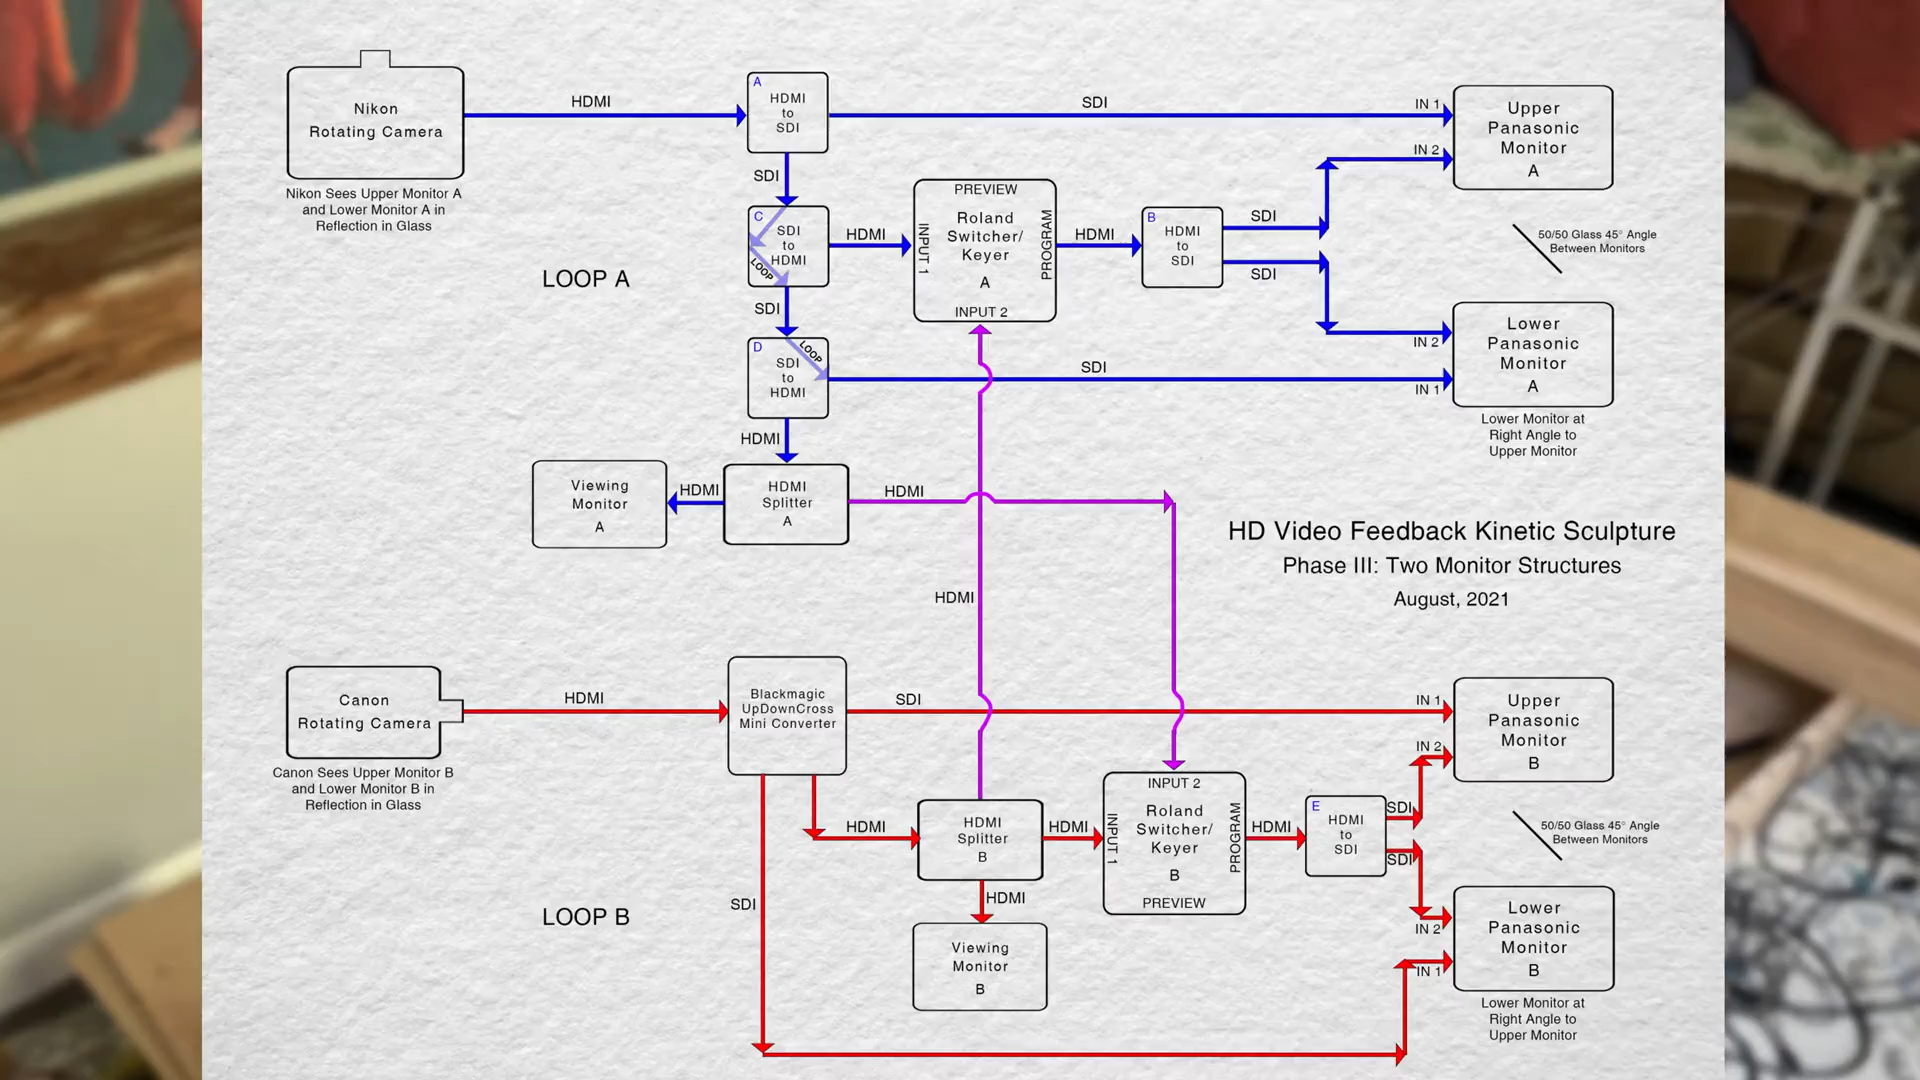 Nikon
Rotating Camera
Nikon Sees Upper Monitor A
and Lower Monitor A in
Reflection in Glass
HDMI
A
HDMI
to
SDI
SDI
IN 1
Upper
Panasonic
Monitor
A
IN 2
SDI
C
SDI
to
HDMI
LOOP
HDMI
PREVIEW
INPUT 1
Roland
Switcher/
Keyer
A
PROGRAM
INPUT 2
HDMI
B
HDMI
to
SDI
SDI
SDI
50/50 Glass 45° Angle
Between Monitors
LOOP A
SDI
D
LOOP
SDI
to
HDMI
SDI
IN 2
IN 1
Lower
Panasonic
Monitor
A
Lower Monitor at
Right Angle to
Upper Monitor
HDMI
Viewing
Monitor
A
HDMI
HDMI
Splitter
A
HDMI
HD Video Feedback Kinetic Sculpture
Phase III: Two Monitor Structures
August, 2021
HDMI
Canon
Rotating Camera
Canon Sees Upper Monitor B
and Lower Monitor B in
Reflection in Glass
HDMI
Blackmagic
UpDownCross
Mini Converter
SDI
IN 1
Upper
Panasonic
Monitor
B
IN 2
HDMI
HDMI
Splitter
B
HDMI
INPUT 2
INPUT 1
Roland
Switcher/
Keyer
B
PROGRAM
PREVIEW
HDMI
E
HDMI
to
SDI
SDI
SDI
50/50 Glass 45° Angle
Between Monitors
LOOP B
SDI
HDMI
Viewing
Monitor
B
IN 2
IN 1
Lower
Panasonic
Monitor
B
Lower Monitor at
Right Angle to
Upper Monitor